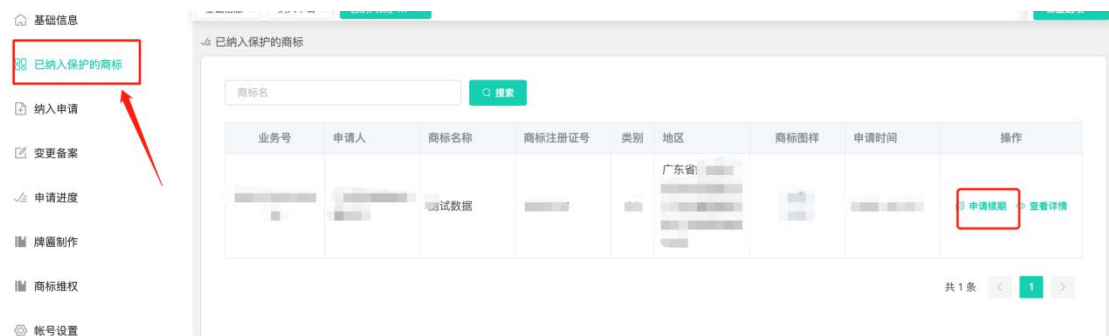 基础信息
已纳入保护的商标
纳入申请
变更备案
申请进度
牌匾制作
商标维权
帐号设置
已纳入保护的商标
商标名
搜索
业务号 申请人 商标名称 商标注册证号 类别 地区 商标图样 申请时间 操作
广东省
测试数据
申请续期 查看详情
共 1 条 < 1 >